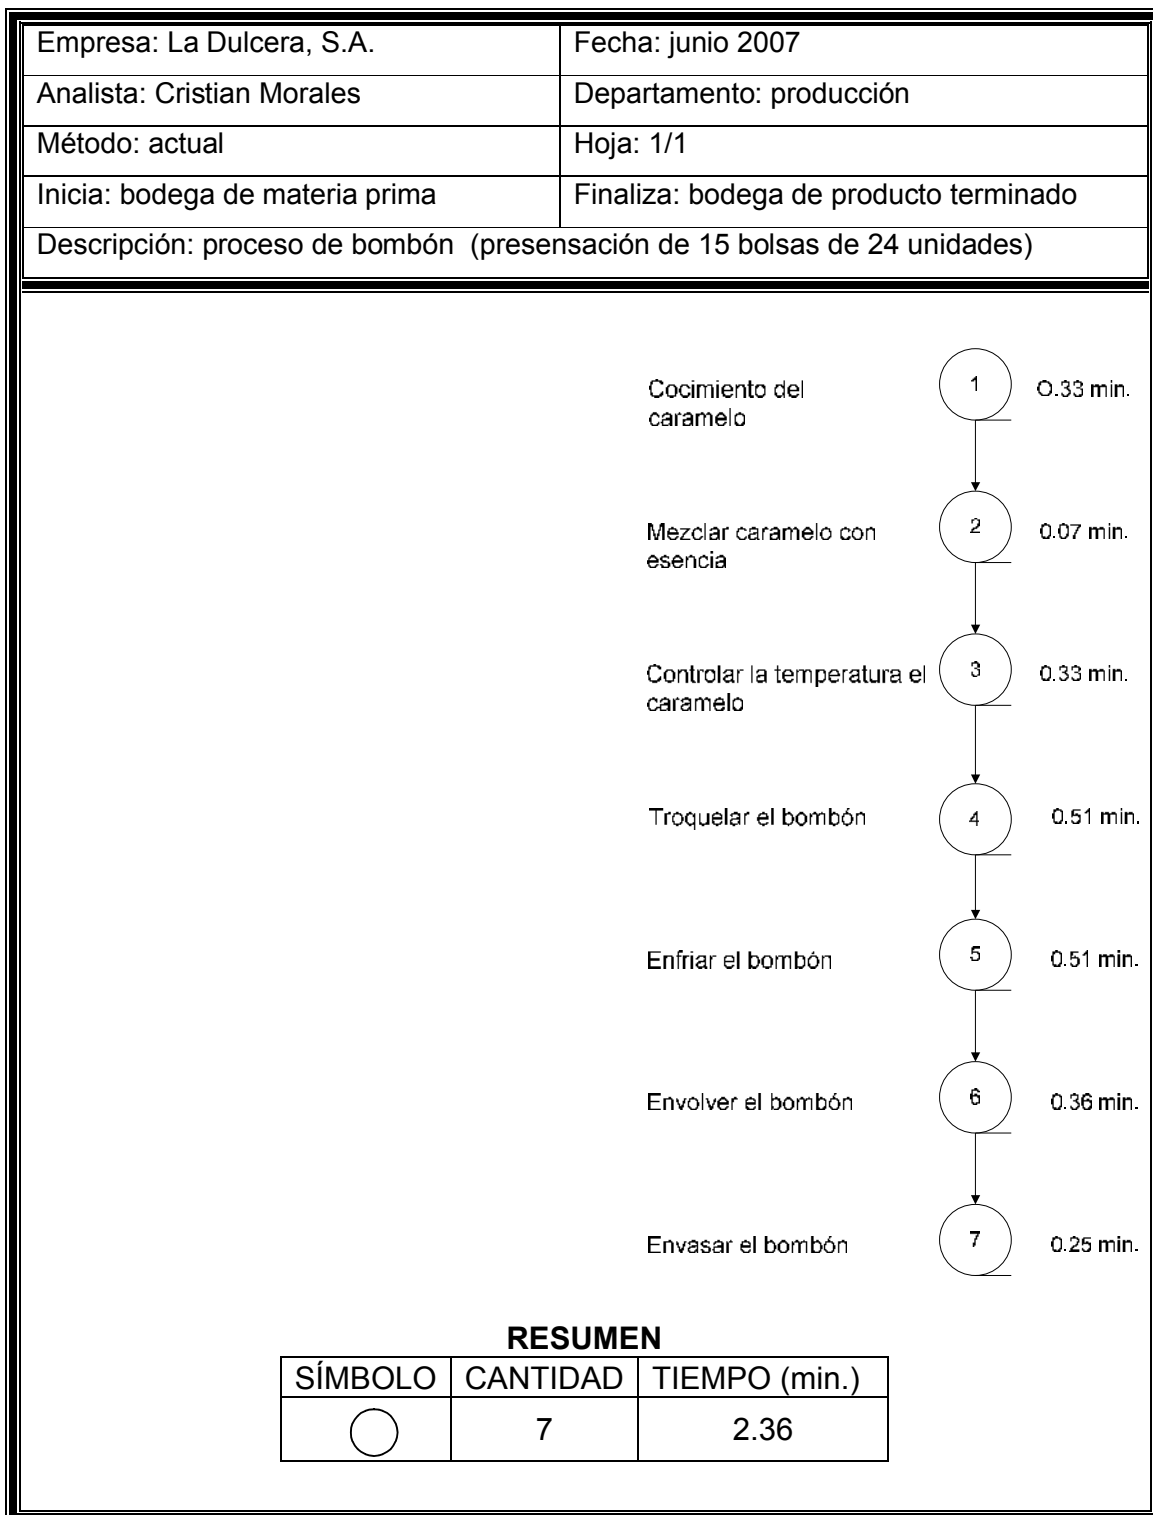 Empresa: La Dulcera, S.A.
Fecha: junio 2007
Analista: Cristian Morales
Departamento: producción
Método: actual
Hoja: 1/1
Inicia: bodega de materia prima
Finaliza: bodega de producto terminado
Descripción: proceso de bombón (presensación de 15 bolsas de 24 unidades)
Cocimiento del
caramelo
1
O.33 min.
Mezclar caramelo con
esencia
2
0.07 min.
Controlar la temperatura el
caramelo
3
0.33 min.
Troquelar el bombón
4
0.51 min.
Enfriar el bombón
5
0.51 min.
Envolver el bombón
6
0.36 min.
Envasar el bombón
7
0.25 min.
RESUMEN
SÍMBOLO CANTIDAD TIEMPO (min.)
7 2.36